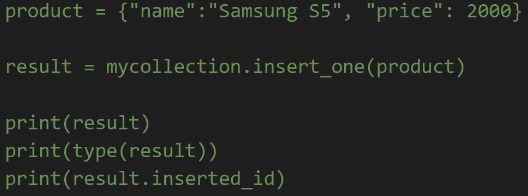 product = {"name":"Samsung S5", "price": 2000}
result = mycollection.insert_one(product)
print(result)
print(type(result))
print(result.inserted_id)